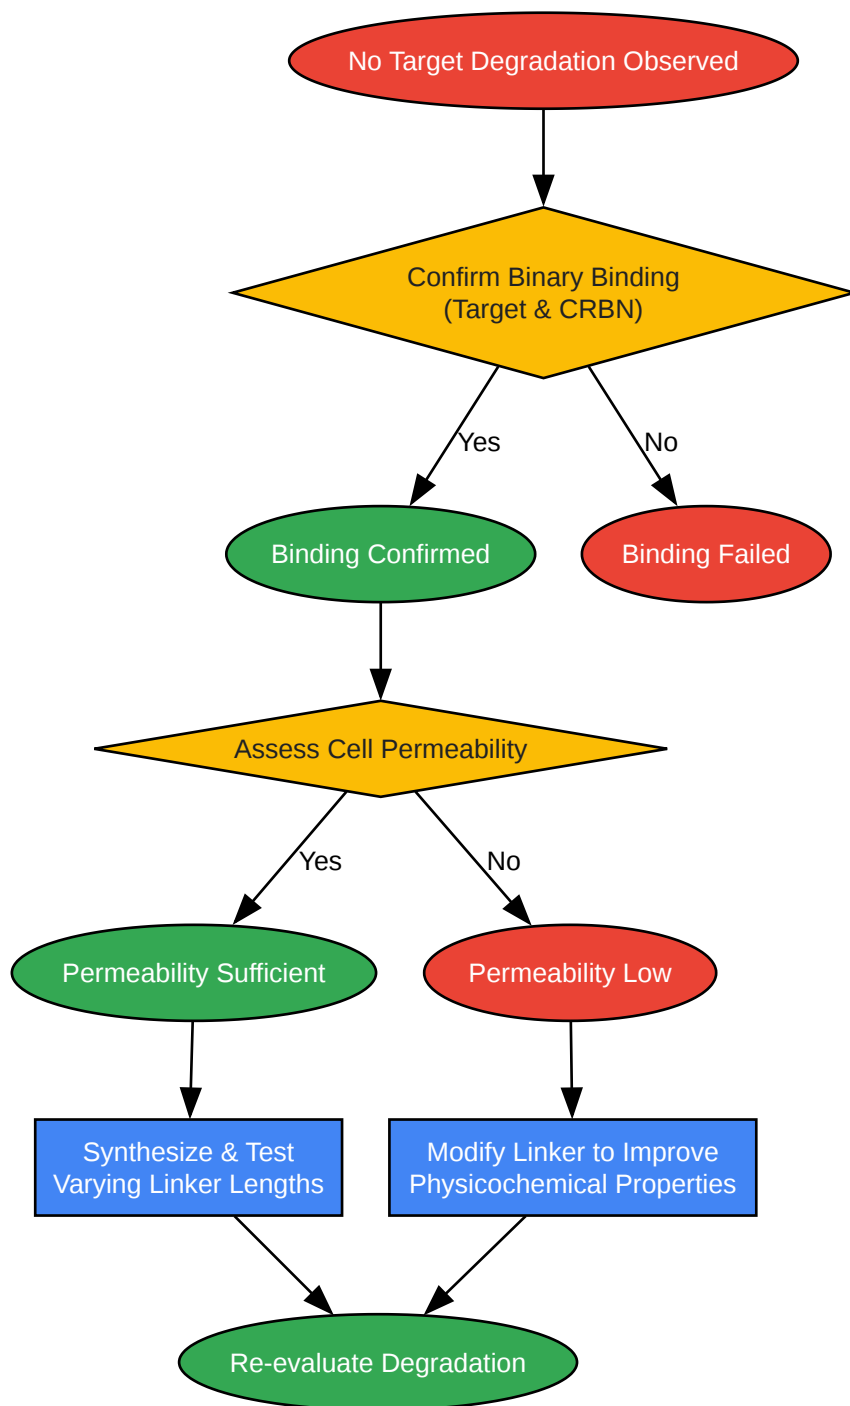 No Target Degradation Observed
Confirm Binary Binding
(Target & CRBN)
Yes
No
Binding Confirmed
Binding Failed
Assess Cell Permeability
Yes
No
Permeability Sufficient
Permeability Low
Synthesize & Test
Varying Linker Lengths
Modify Linker to Improve
Physicochemical Properties
Re-evaluate Degradation